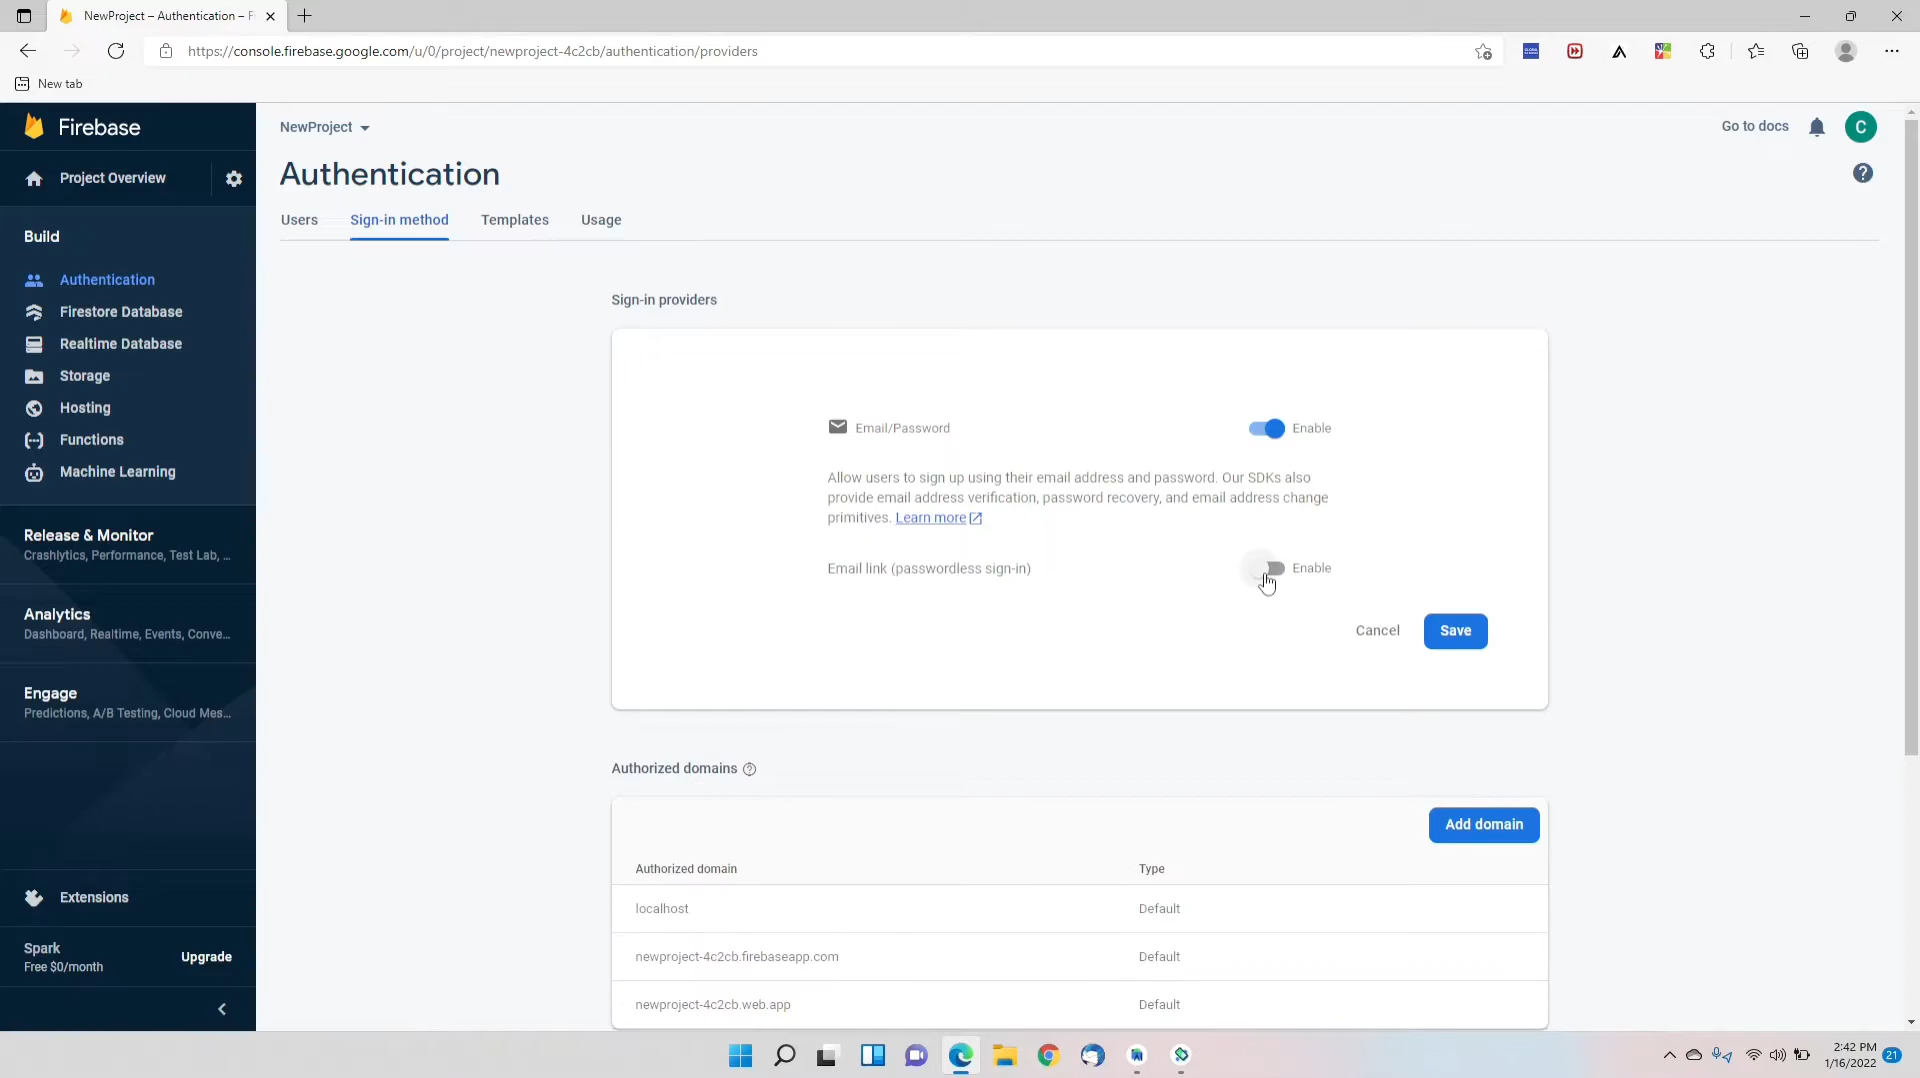 NewProject – Authentication – F
https://console.firebase.google.com/u/0/project/newproject-4c2cb/authentication/providers
New tab
Firebase
NewProject
Go to docs
C
Project Overview
Authentication
Users
Sign-in method
Templates
Usage
Build
Authentication
Firestore Database
Realtime Database
Storage
Hosting
Functions
Machine Learning
Release & Monitor
Crashlytics, Performance, Test Lab, ...
Analytics
Dashboard, Realtime, Events, Conve...
Engage
Predictions, A/B Testing, Cloud Mes...
Extensions
Spark
Free $0/month
Upgrade
Sign-in providers
Email/Password
Enable
Allow users to sign up using their email address and password. Our SDKs also
provide email address verification, password recovery, and email address change
primitives. Learn more
Email link (passwordless sign-in)
Enable
Cancel
Save
Authorized domains
Add domain
Authorized domain
Type
localhost
Default
newproject-4c2cb.firebaseapp.com
Default
newproject-4c2cb.web.app
Default
2:42 PM
1/16/2022
21